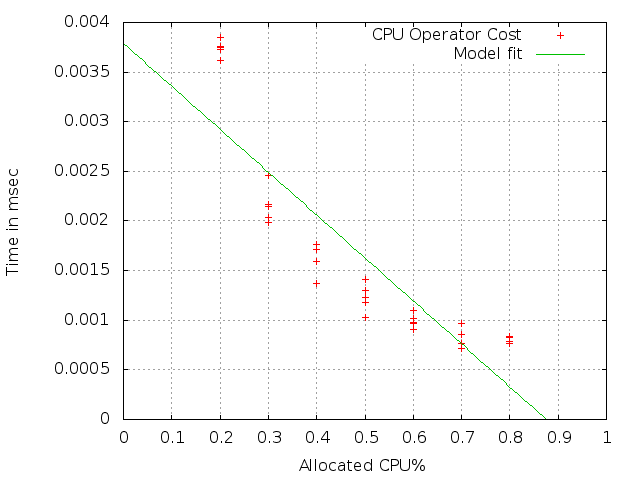 CPU Operator Cost
Model fit
0.004
0.0035
0.003
0.0025
0.002
0.0015
0.001
0.0005
0
Time in msec
0 0.1 0.2 0.3 0.4 0.5 0.6 0.7 0.8 0.9 1
Allocated CPU%